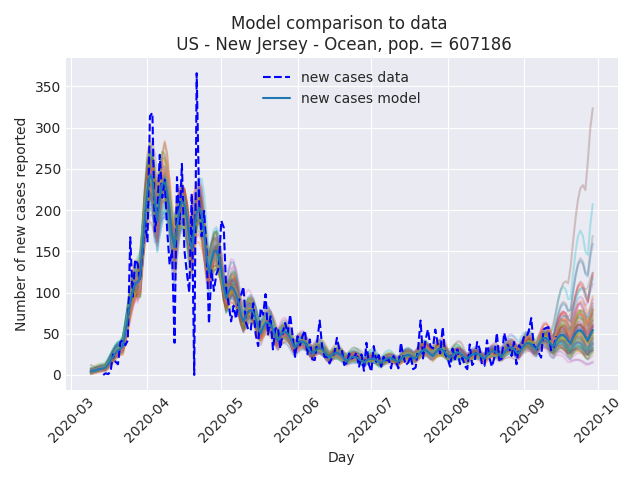 Model comparison to data
US - New Jersey - Ocean, pop. = 607186
new cases data
new cases model
Number of new cases reported
350
300
250
200
150
100
50
0
2020-03
2020-04
2020-05
2020-06
2020-07
2020-08
2020-09
2020-10
Day